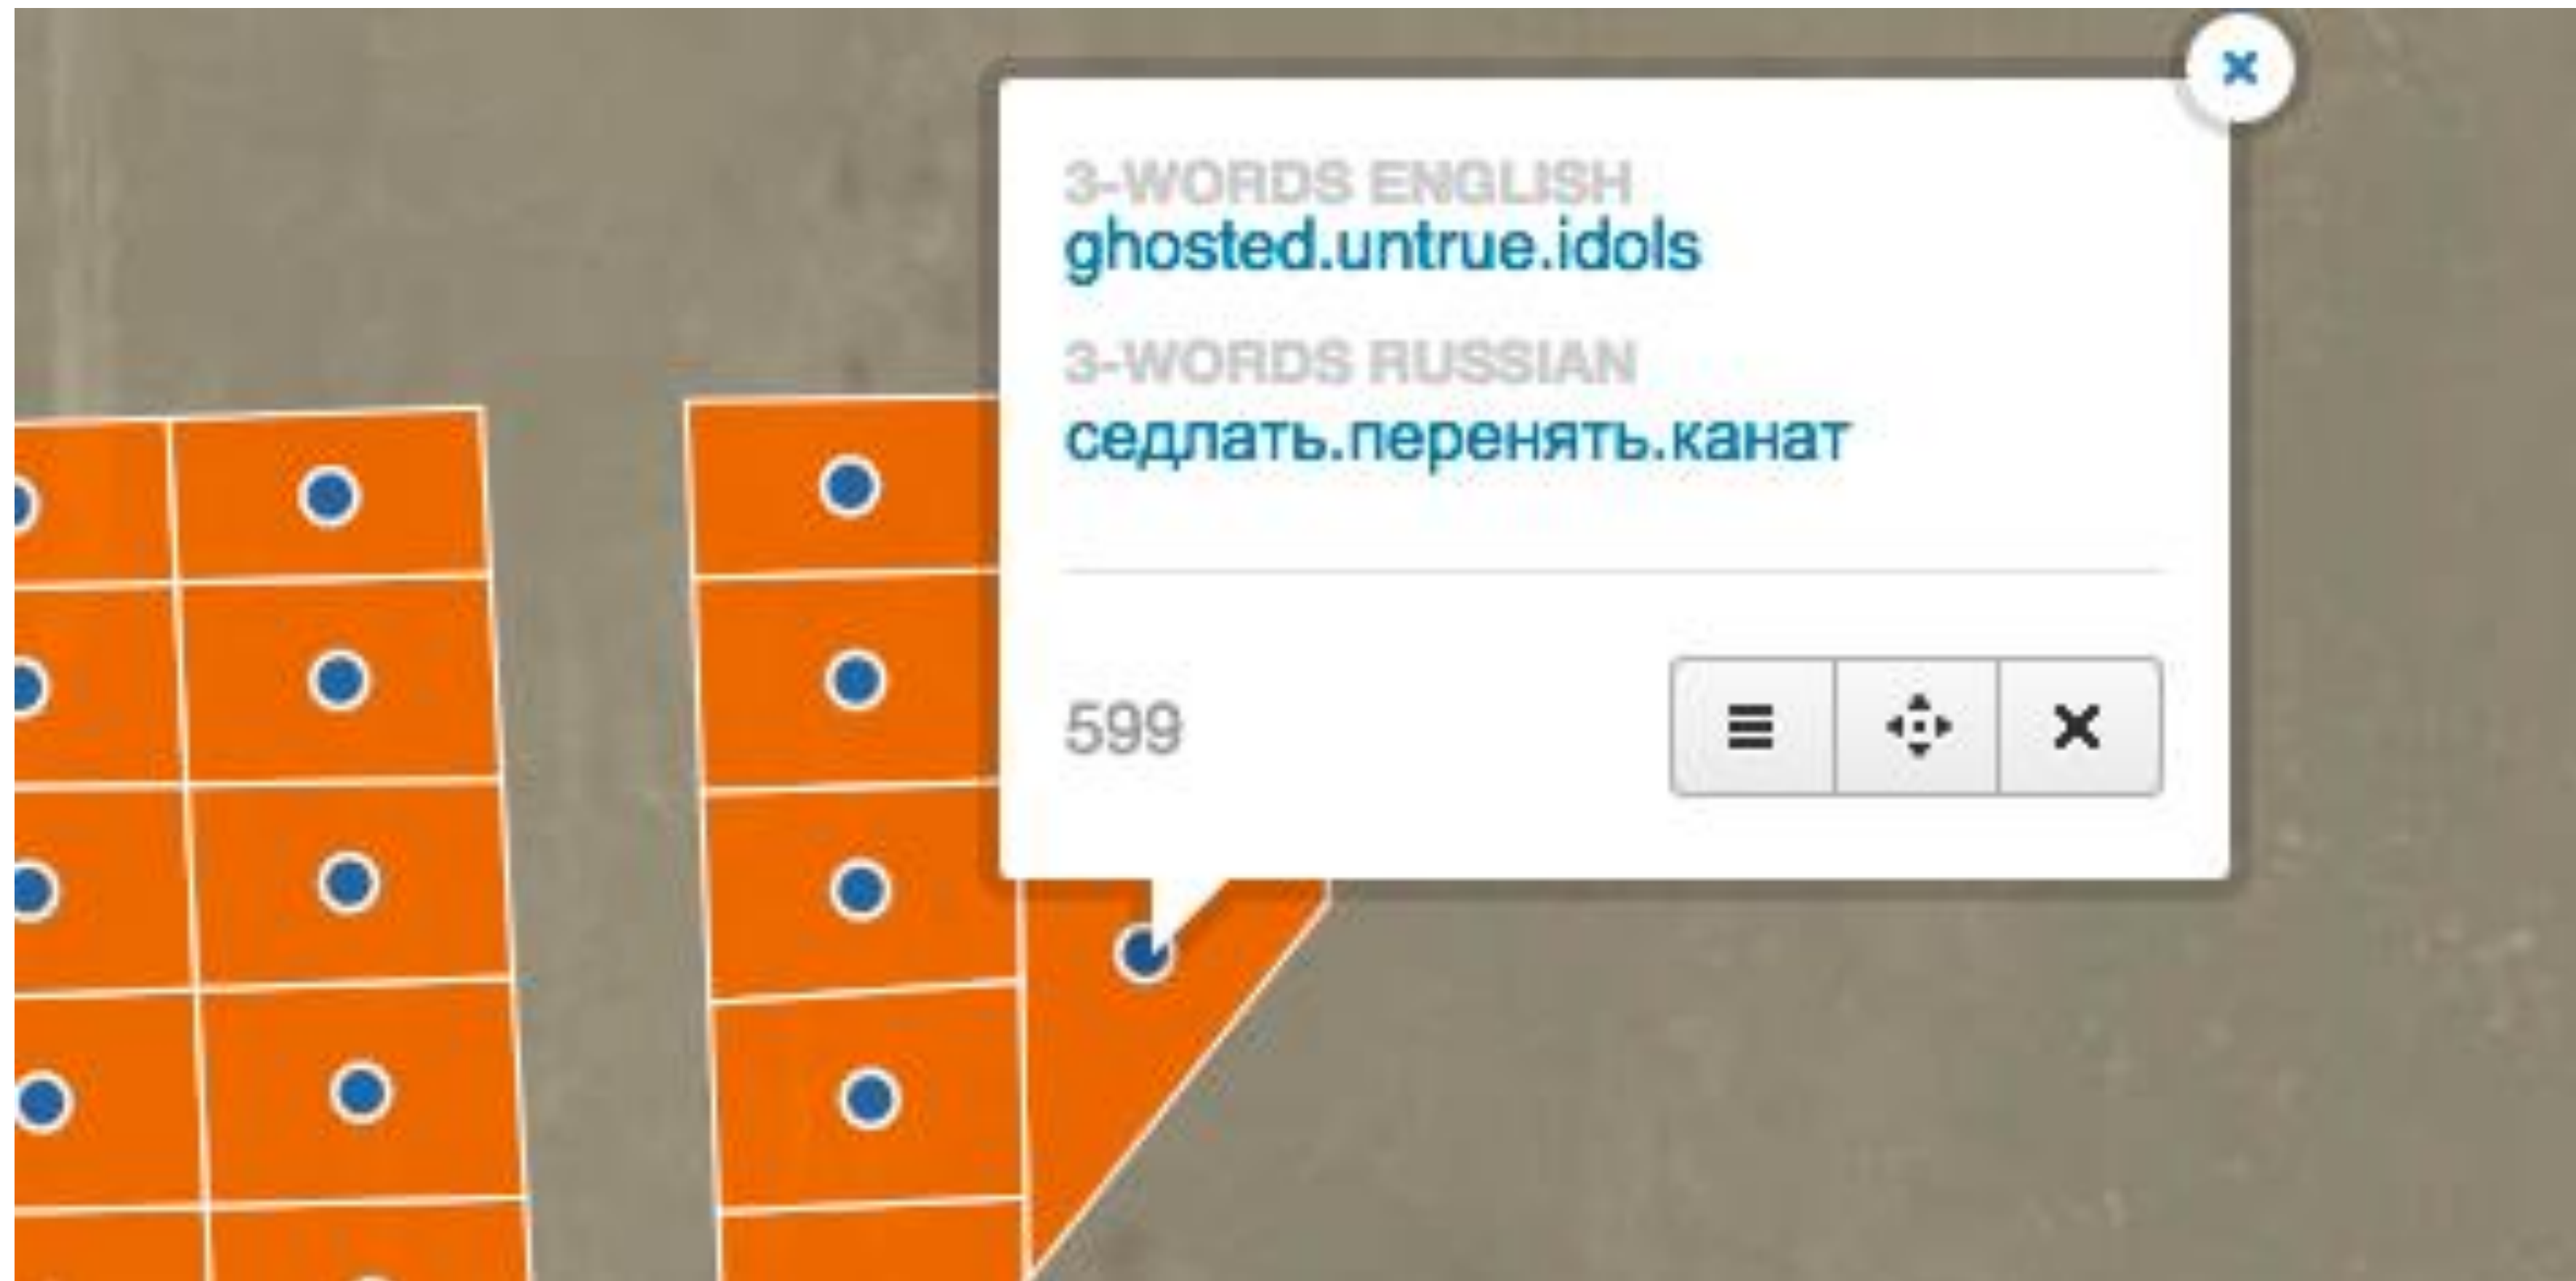 3-WORDS ENGLISH
ghosted.untrue.idols
3-WORDS RUSSIAN
седлать.перенять.канат
599